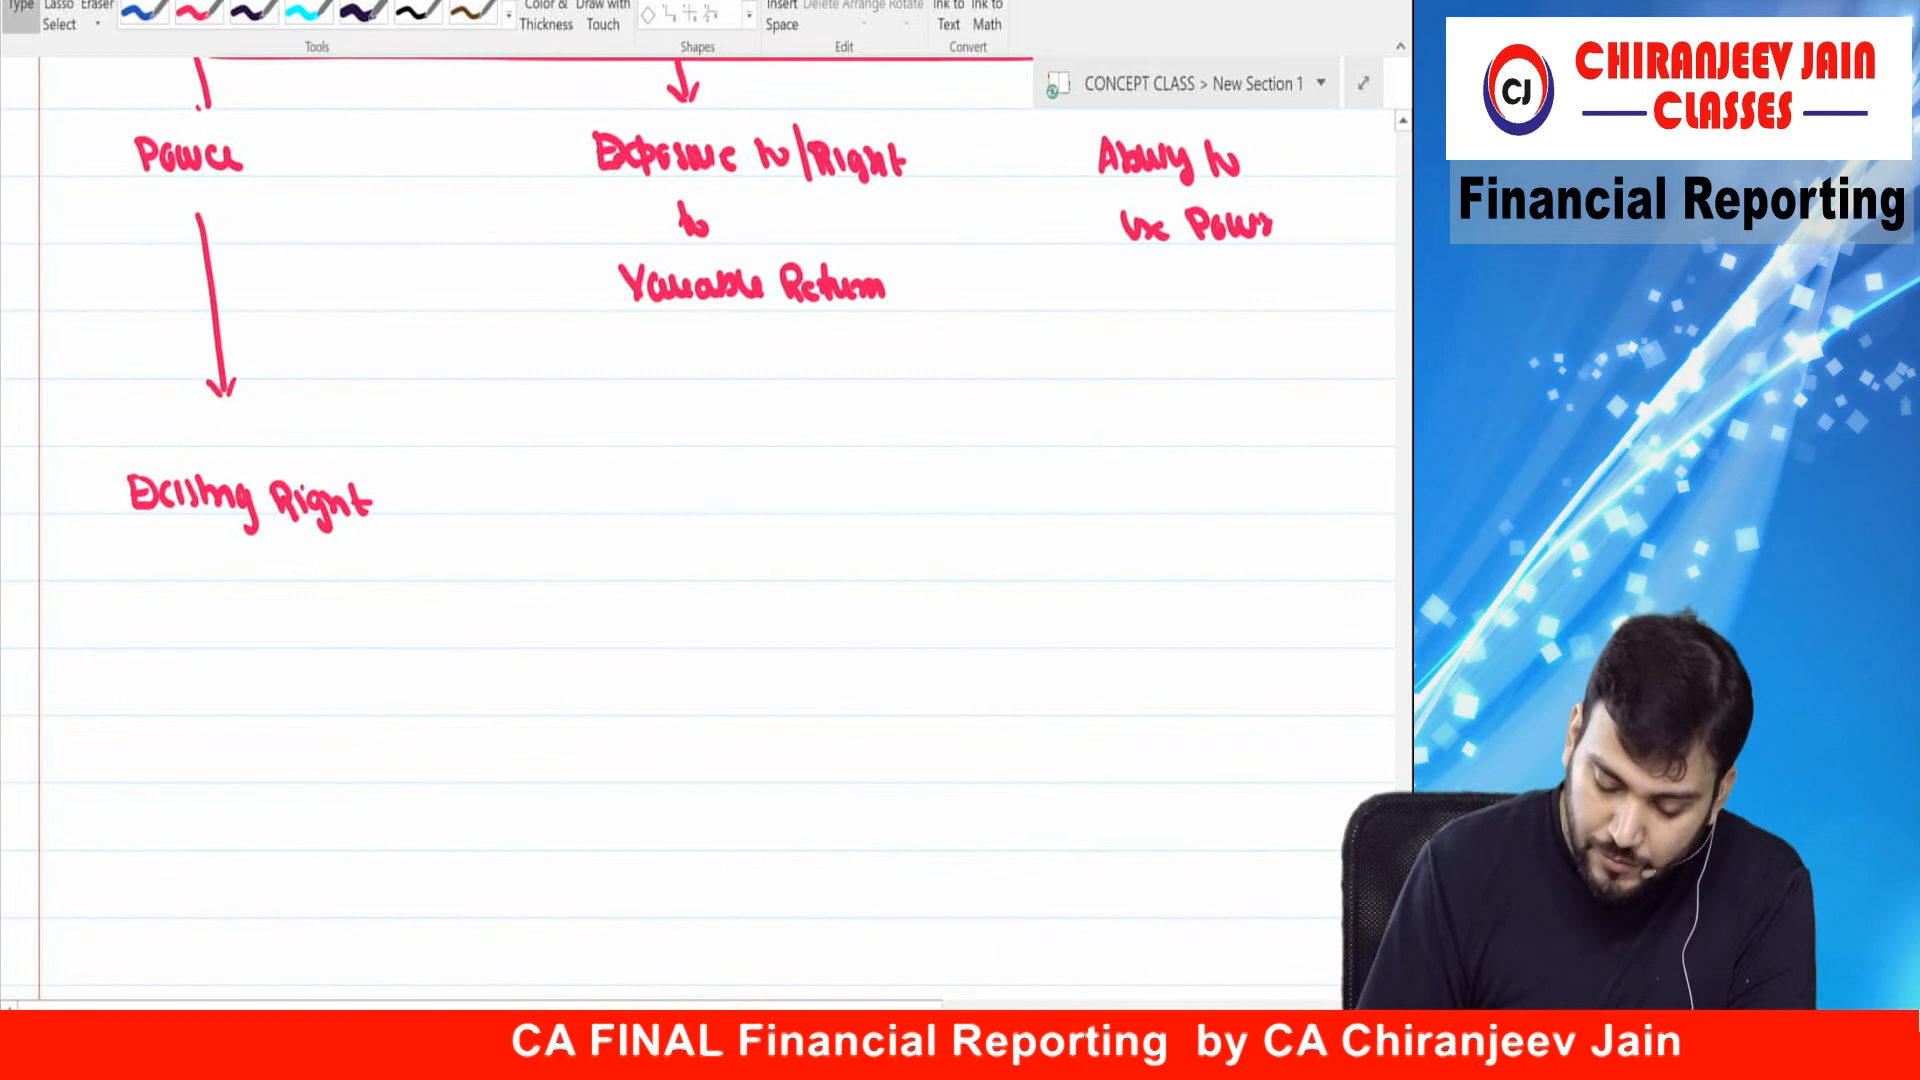 Type Lasso Select Eraser
Color & Thickness Draw with Touch
Insert Space Delete Arrange Rotate
Ink to Text Ink to Math
Tools Shapes Edit Convert
CONCEPT CLASS > New Section 1
CJ
CHIRANJEEV JAIN
CLASSES
Financial Reporting
Power
Exposure to/Right
to
Variable Return
Ability to
use Power
Existing Right
CA FINAL Financial Reporting by CA Chiranjeev Jain